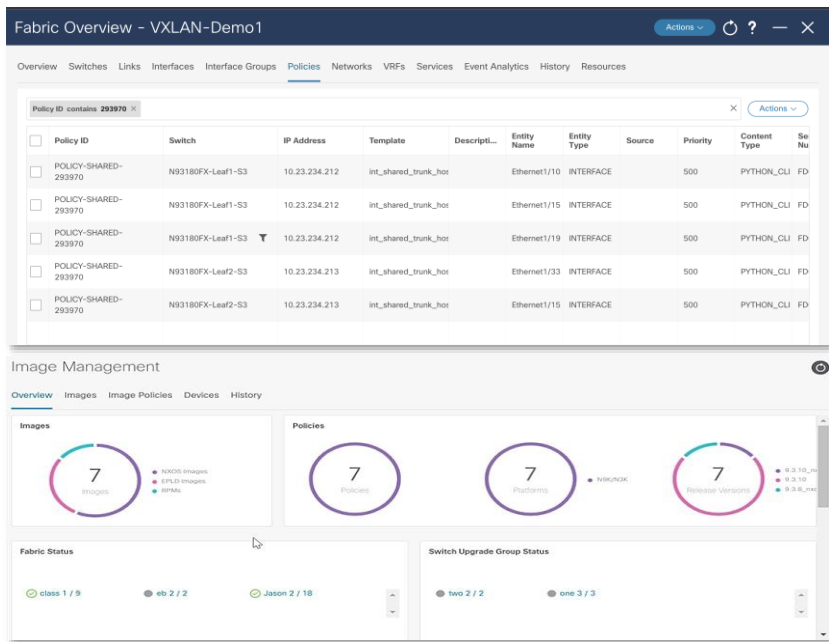 Fabric Overview - VXLAN-Demo1
Actions
?
Overview Switches Links Interfaces Interface Groups Policies Networks VRFs Services Event Analytics History Resources
Policy ID contains 293970 ×
× Actions
Policy ID Switch IP Address Template Descripti... Entity Name Entity Type Source Priority Content Type Se Nu
POLICY-SHARED-293970 N93180FX-Leaf1-S3 10.23.234.212 int_shared_trunk_hos Ethernet1/10 INTERFACE 500 PYTHON_CLI FD
POLICY-SHARED-293970 N93180FX-Leaf1-S3 10.23.234.212 int_shared_trunk_hos Ethernet1/15 INTERFACE 500 PYTHON_CLI FD
POLICY-SHARED-293970 N93180FX-Leaf1-S3 10.23.234.212 int_shared_trunk_hos Ethernet1/19 INTERFACE 500 PYTHON_CLI FD
POLICY-SHARED-293970 N93180FX-Leaf2-S3 10.23.234.213 int_shared_trunk_hos Ethernet1/33 INTERFACE 500 PYTHON_CLI FD
POLICY-SHARED-293970 N93180FX-Leaf2-S3 10.23.234.213 int_shared_trunk_hos Ethernet1/15 INTERFACE 500 PYTHON_CLI FD
Image Management
Overview Images Image Policies Devices History
Images
7
Images
NXOS Images
EPLD Images
RPMs
Policies
7
Policies
7
Platforms
N9K/N3K
7
Release Versions
9.3.10
Fabric Status
class 1 / 9 eb 2 / 2 Jason 2 / 18
Switch Upgrade Group Status
two 2 / 2 one 3 / 3